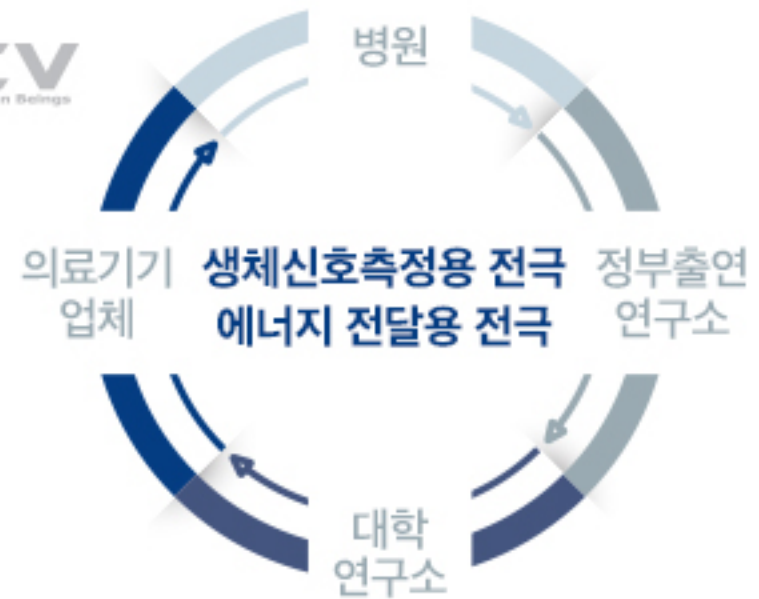 병원
n Beings
의료기기
업체
생체신호측정용 전극
에너지 전달용 전극
정부출연
연구소
대학
연구소